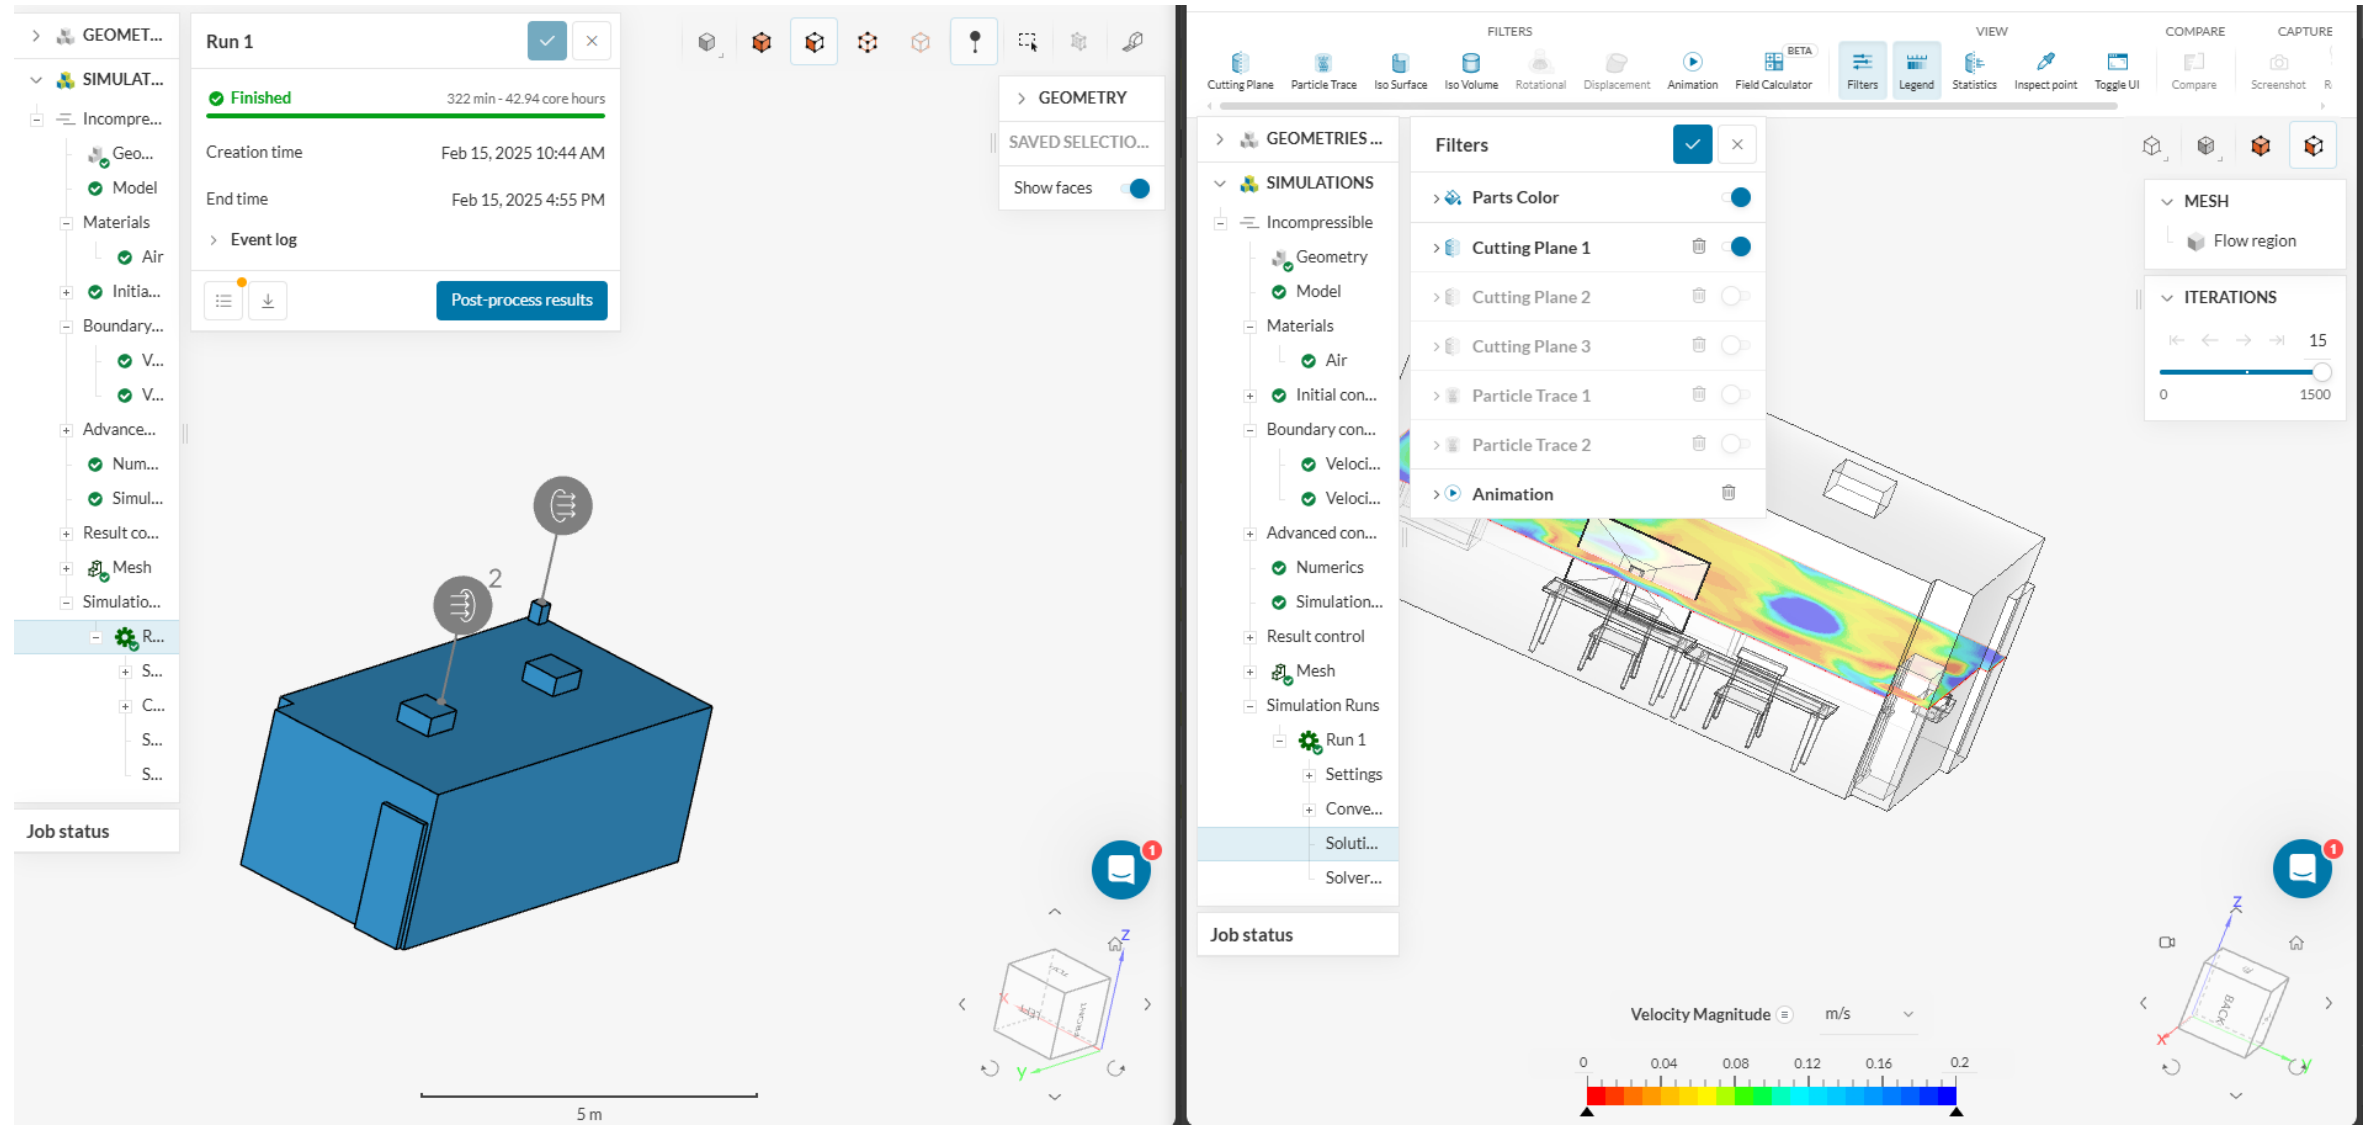 GEOMET...
SIMULAT...
Incompre...
Geo...
Model
Materials
Air
Initia...
Boundary...
V...
V...
Advance...
Num...
Simul...
Result co...
Mesh
Simulatio...
R...
S...
C...
S...
S...
Job status
Run 1
Finished 322 min - 42.94 core hours
Creation time Feb 15, 2025 10:44 AM
End time Feb 15, 2025 4:55 PM
Event log
Post-process results
GEOMETRY
SAVED SELECTIO...
Show faces
2
1
Z
X
LEFT
Y
5 m
FILTERS VIEW COMPARE CAPTURE
BETA
Cutting Plane Particle Trace Iso Surface Iso Volume Rotational Displacement Animation Field Calculator Filters Legend Statistics Inspect point Toggle UI Compare Screenshot R
GEOMETRIES ...
SIMULATIONS
Incompressible
Geometry
Model
Materials
Air
Initial con...
Boundary con...
Veloci...
Veloci...
Advanced con...
Numerics
Simulation...
Result control
Mesh
Simulation Runs
Run 1
Settings
Conve...
Soluti...
Solver...
Job status
Filters
Parts Color
Cutting Plane 1
Cutting Plane 2
Cutting Plane 3
Particle Trace 1
Particle Trace 2
Animation
MESH
Flow region
ITERATIONS
15
0 1500
1
Z
BACK
X
Y
Velocity Magnitude m/s
0 0.04 0.08 0.12 0.16 0.2